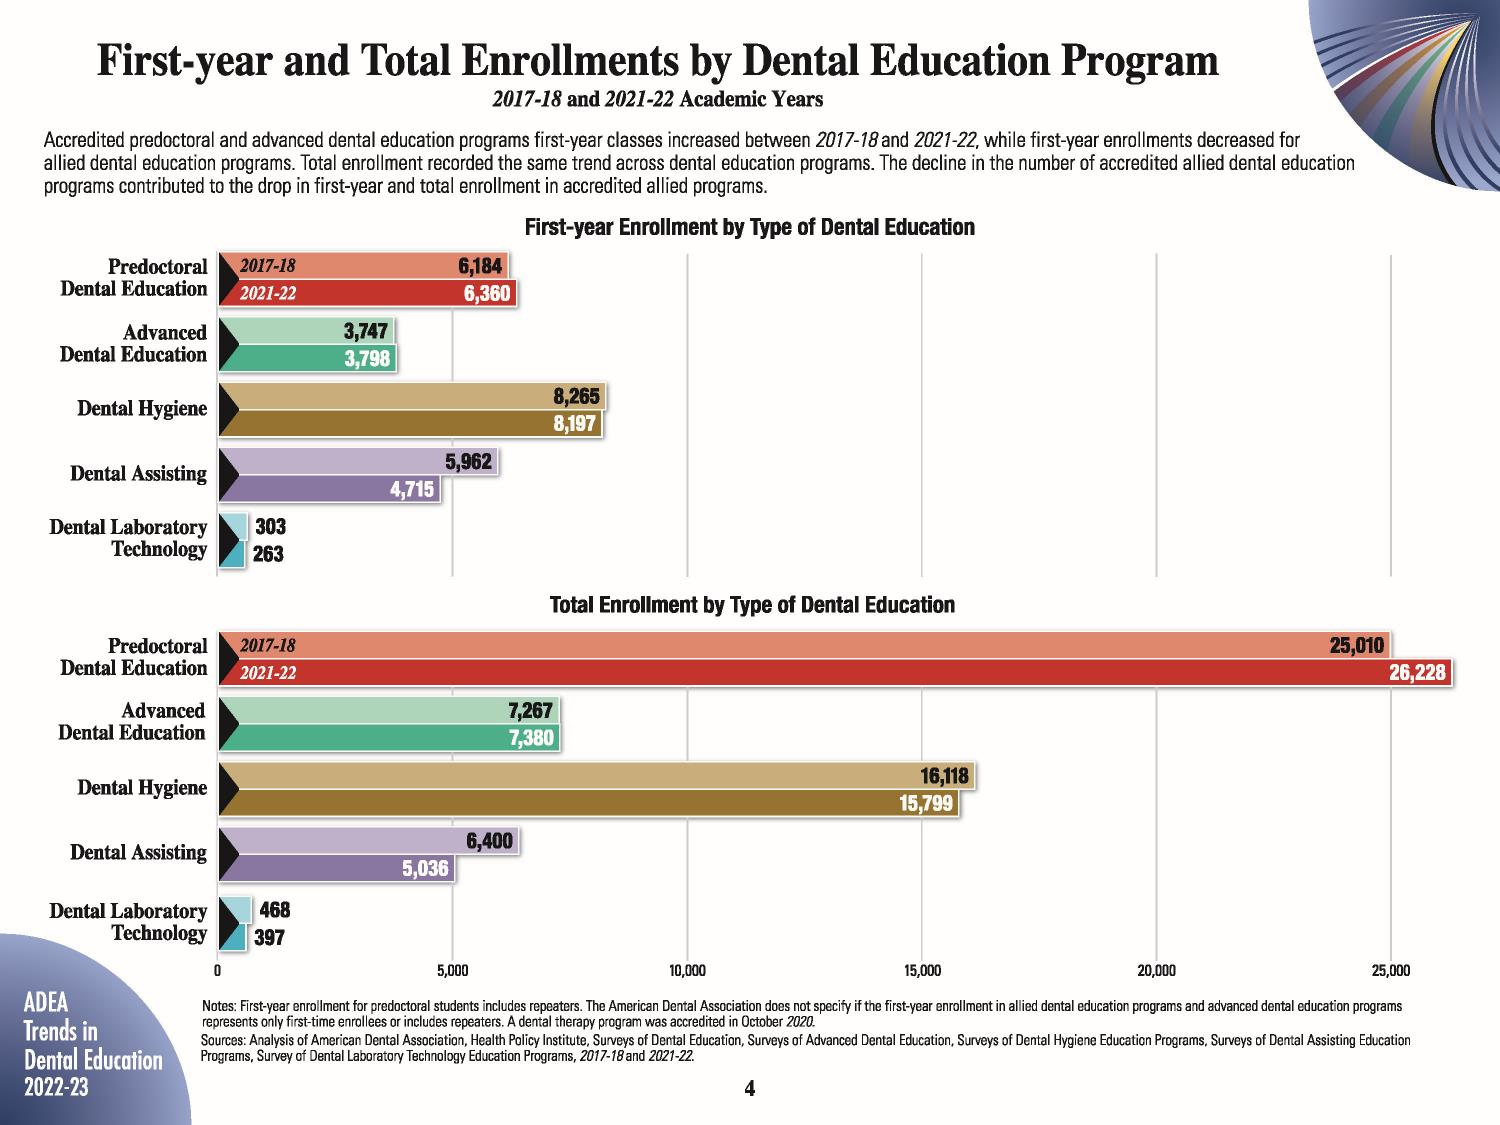 First-year and Total Enrollments by Dental Education Program
2017-18 and 2021-22 Academic Years
Accredited predoctoral and advanced dental education programs first-year classes increased between 2017-18 and 2021-22, while first-year enrollments decreased for
allied dental education programs. Total enrollment recorded the same trend across dental education programs. The decline in the number of accredited allied dental education
programs contributed to the drop in first-year and total enrollment in accredited allied programs.
First-year Enrollment by Type of Dental Education
Predoctoral
Dental Education
2017-18
6,184
2021-22
6,360
Advanced
Dental Education
3,747
3,798
Dental Hygiene
8,265
8,197
Dental Assisting
5,962
4,715
Dental Laboratory
Technology
303
263
Total Enrollment by Type of Dental Education
Predoctoral
Dental Education
2017-18
25,010
2021-22
26,228
Advanced
Dental Education
7,267
7,380
Dental Hygiene
16,118
15,799
Dental Assisting
6,400
5,036
Dental Laboratory
Technology
468
397
0
5,000
10,000
15,000
20,000
25,000
Notes: First-year enrollment for predoctoral students includes repeaters. The American Dental Association does not specify if the first-year enrollment in allied dental education programs and advanced dental education programs
represents only first-time enrollees or includes repeaters. A dental therapy program was accredited in October 2020.
Sources: Analysis of American Dental Association, Health Policy Institute, Surveys of Dental Education, Surveys of Advanced Dental Education, Surveys of Dental Hygiene Education Programs, Surveys of Dental Assisting Education
Programs, Survey of Dental Laboratory Technology Education Programs, 2017-18 and 2021-22.
ADEA
Trends in
Dental Education
2022-23
4